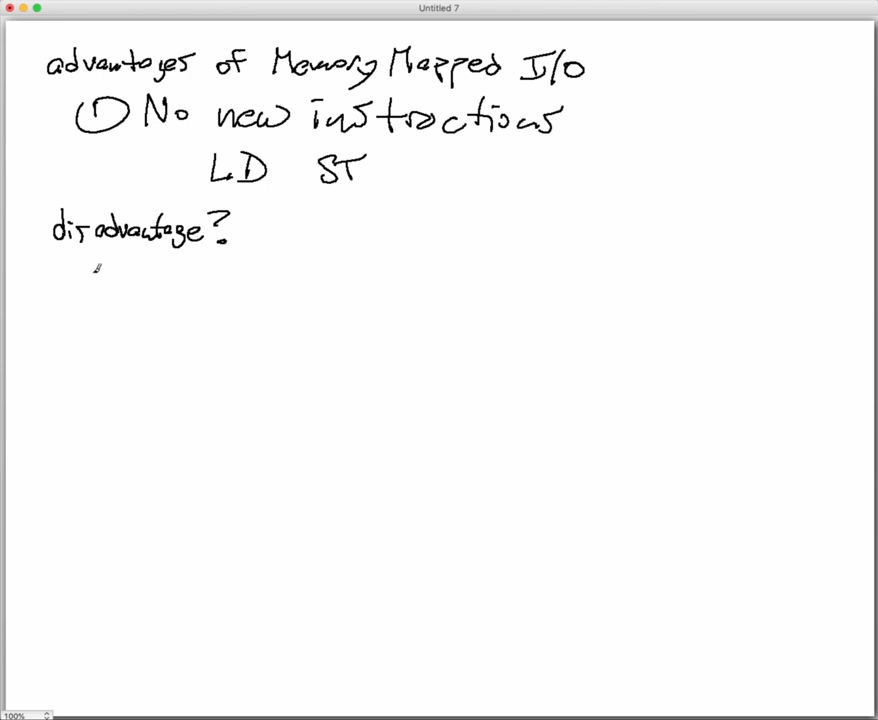 Untitled 7
advantages of Memory Mapped I/O
① No new instructions
LD ST
disadvantage?
100%